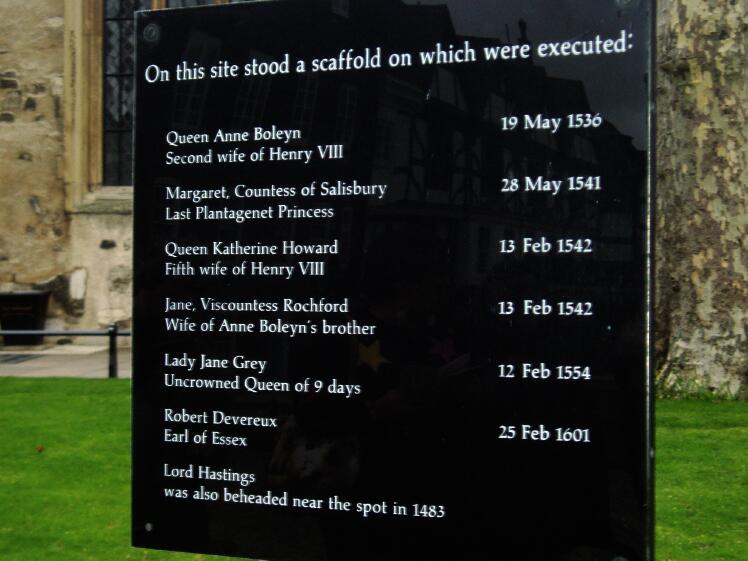 On this site stood a scaffold on which were executed:
Queen Anne Boleyn 19 May 1536
Second wife of Henry VIII
Margaret, Countess of Salisbury 28 May 1541
Last Plantagenet Princess
Queen Katherine Howard 13 Feb 1542
Fifth wife of Henry VIII
Jane, Viscountess Rochford 13 Feb 1542
Wife of Anne Boleyn's brother
Lady Jane Grey 12 Feb 1554
Uncrowned Queen of 9 days
Robert Devereux 25 Feb 1601
Earl of Essex
Lord Hastings
was also beheaded near the spot in 1483